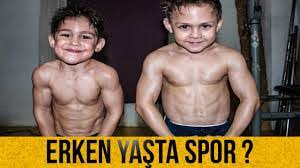 ERKEN YAŞTA SPOR ?